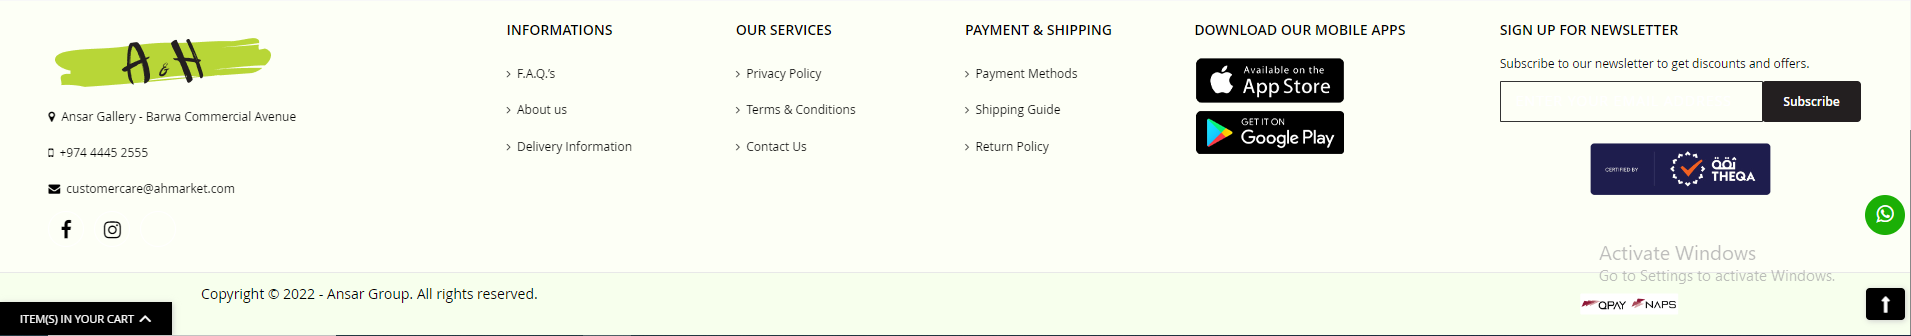 A & H
Ansar Gallery - Barwa Commercial Avenue
+974 4445 2555
customercare@ahmarket.com
INFORMATIONS
F.A.Q.'s
About us
Delivery Information
OUR SERVICES
Privacy Policy
Terms & Conditions
Contact Us
PAYMENT & SHIPPING
Payment Methods
Shipping Guide
Return Policy
DOWNLOAD OUR MOBILE APPS
Available on the
App Store
GET IT ON
Google Play
SIGN UP FOR NEWSLETTER
Subscribe to our newsletter to get discounts and offers.
Subscribe
CERTIFIED BY
ثقة
THEQA
Activate Windows
Go to Settings to activate Windows.
Copyright © 2022 - Ansar Group. All rights reserved.
QPAY NAPS
ITEM(S) IN YOUR CART